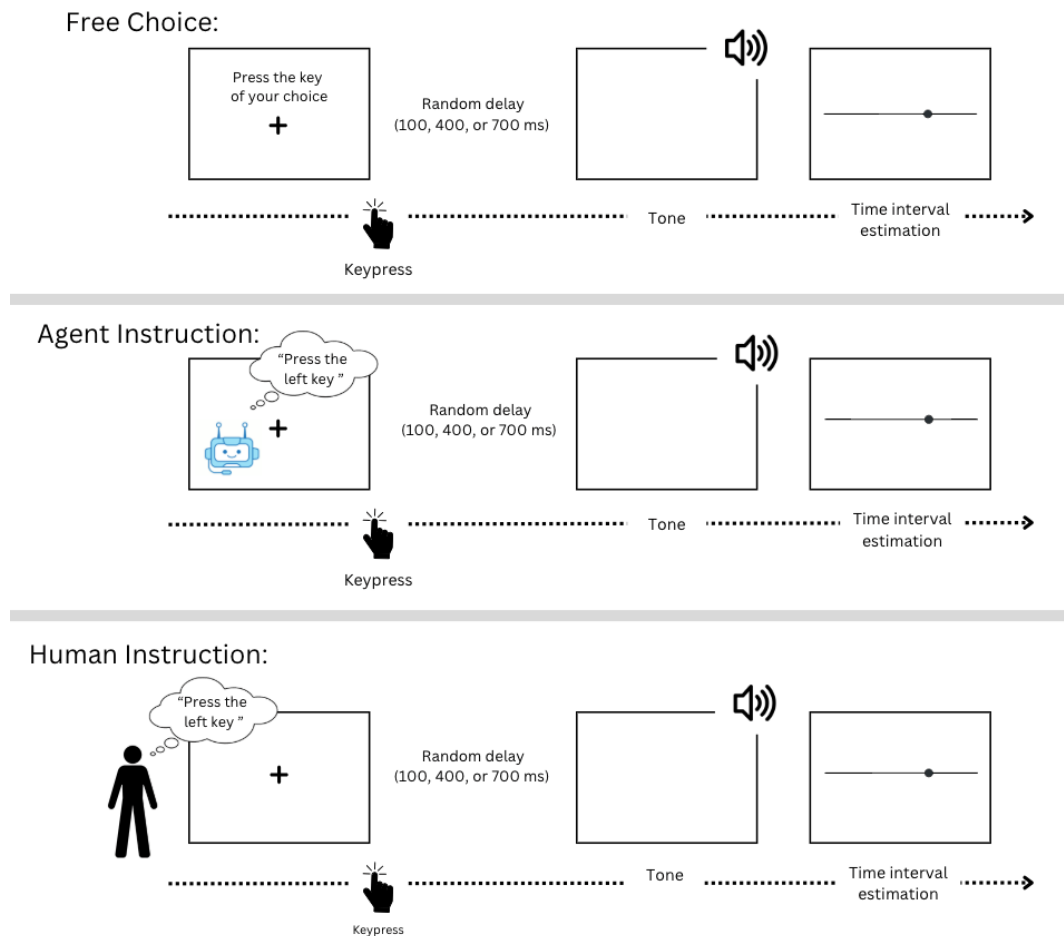 Free Choice:
Press the key
of your choice
Random delay
(100, 400, or 700 ms)
Tone
Time interval
estimation
Keypress
Agent Instruction:
“Press the
left key ”
Random delay
(100, 400, or 700 ms)
Tone
Time interval
estimation
Keypress
Human Instruction:
“Press the
left key ”
Random delay
(100, 400, or 700 ms)
Tone
Time interval
estimation
Keypress